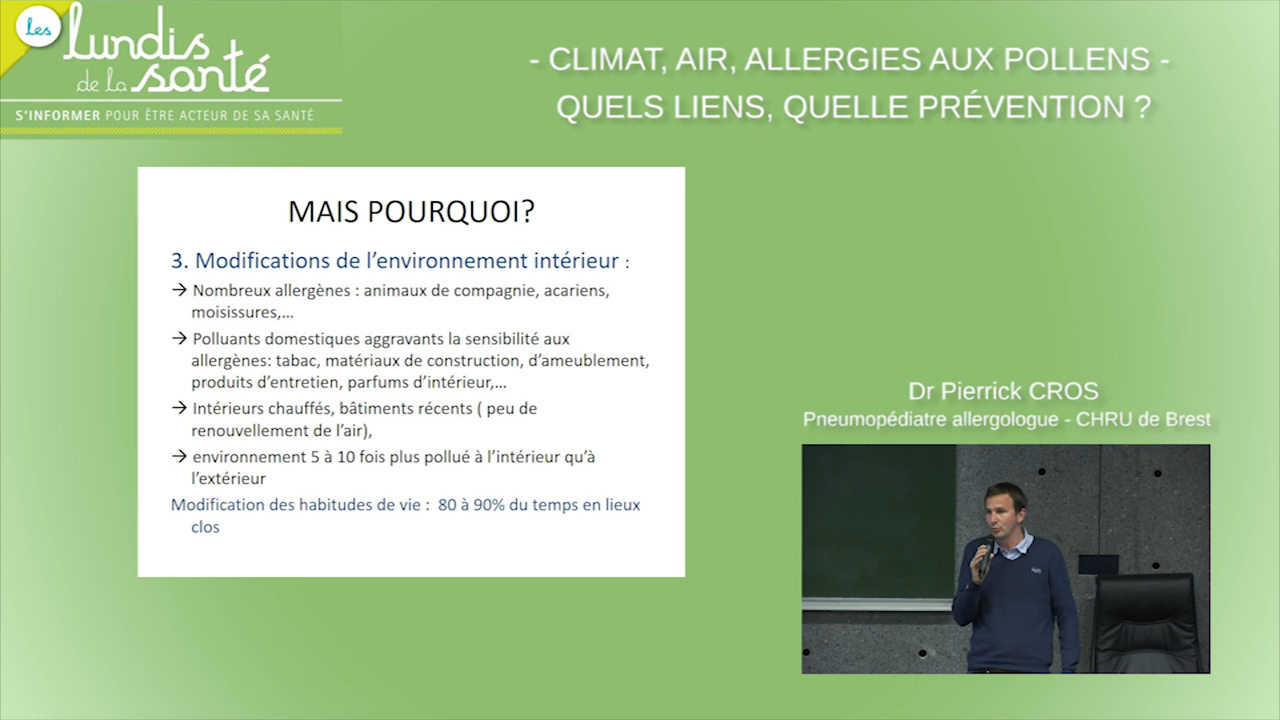 Les
lundis
de la santé
S'INFORMER POUR ÊTRE ACTEUR DE SA SANTÉ
- CLIMAT, AIR, ALLERGIES AUX POLLENS -
QUELS LIENS, QUELLE PRÉVENTION ?
MAIS POURQUOI?
3. Modifications de l'environnement intérieur :
→ Nombreux allergènes : animaux de compagnie, acariens,
moisissures,...
→ Polluants domestiques aggravants la sensibilité aux
allergènes: tabac, matériaux de construction, d'ameublement,
produits d'entretien, parfums d'intérieur,...
→ Intérieurs chauffés, bâtiments récents ( peu de
renouvellement de l'air),
→ environnement 5 à 10 fois plus pollué à l'intérieur qu'à
l'extérieur
Modification des habitudes de vie : 80 à 90% du temps en lieux
clos
Dr Pierrick CROS
Pneumopédiatre allergologue - CHRU de Brest